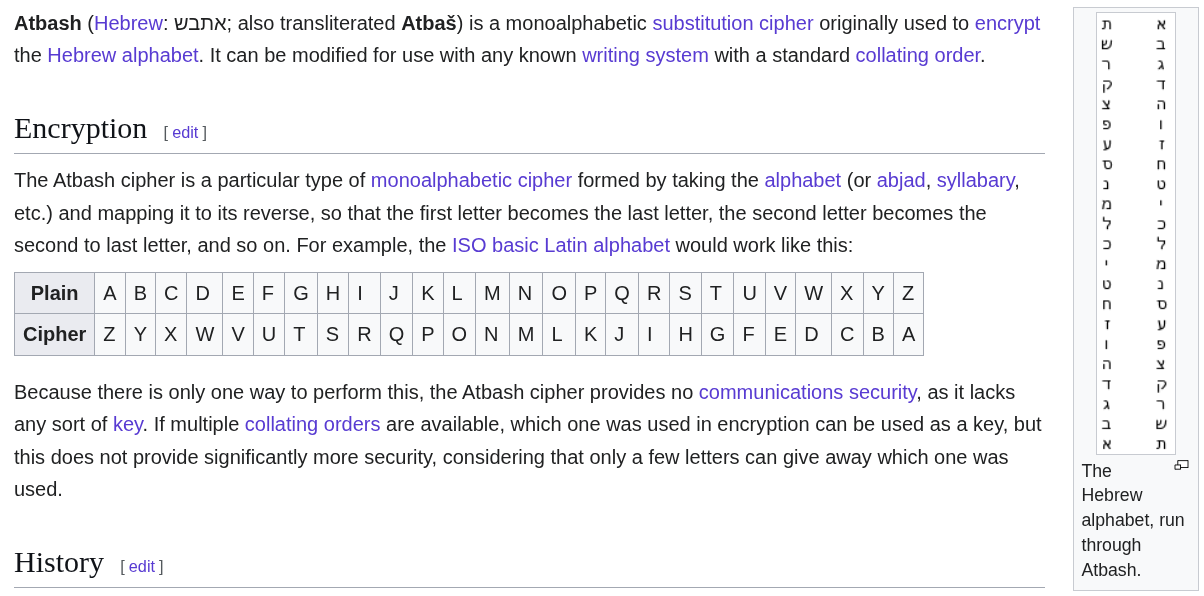 Atbash (Hebrew: אתבש; also transliterated Atbaš) is a monoalphabetic substitution cipher originally used to encrypt
the Hebrew alphabet. It can be modified for use with any known writing system with a standard collating order.
Encryption [ edit ]
The Atbash cipher is a particular type of monoalphabetic cipher formed by taking the alphabet (or abjad, syllabary,
etc.) and mapping it to its reverse, so that the first letter becomes the last letter, the second letter becomes the
second to last letter, and so on. For example, the ISO basic Latin alphabet would work like this:
Plain A B C D E F G H I J K L M N O P Q R S T U V W X Y Z
Cipher Z Y X W V U T S R Q P O N M L K J I H G F E D C B A
Because there is only one way to perform this, the Atbash cipher provides no communications security, as it lacks
any sort of key. If multiple collating orders are available, which one was used in encryption can be used as a key, but
this does not provide significantly more security, considering that only a few letters can give away which one was
used.
History [ edit ]
א ת
ב ש
ג ר
ד ק
ה צ
ו פ
ז ע
ח ס
ט נ
י מ
כ ל
ל כ
מ י
נ ט
ס ח
ע ז
פ ו
צ ה
ק ד
ר ג
ש ב
ת א
The
Hebrew
alphabet, run
through
Atbash.